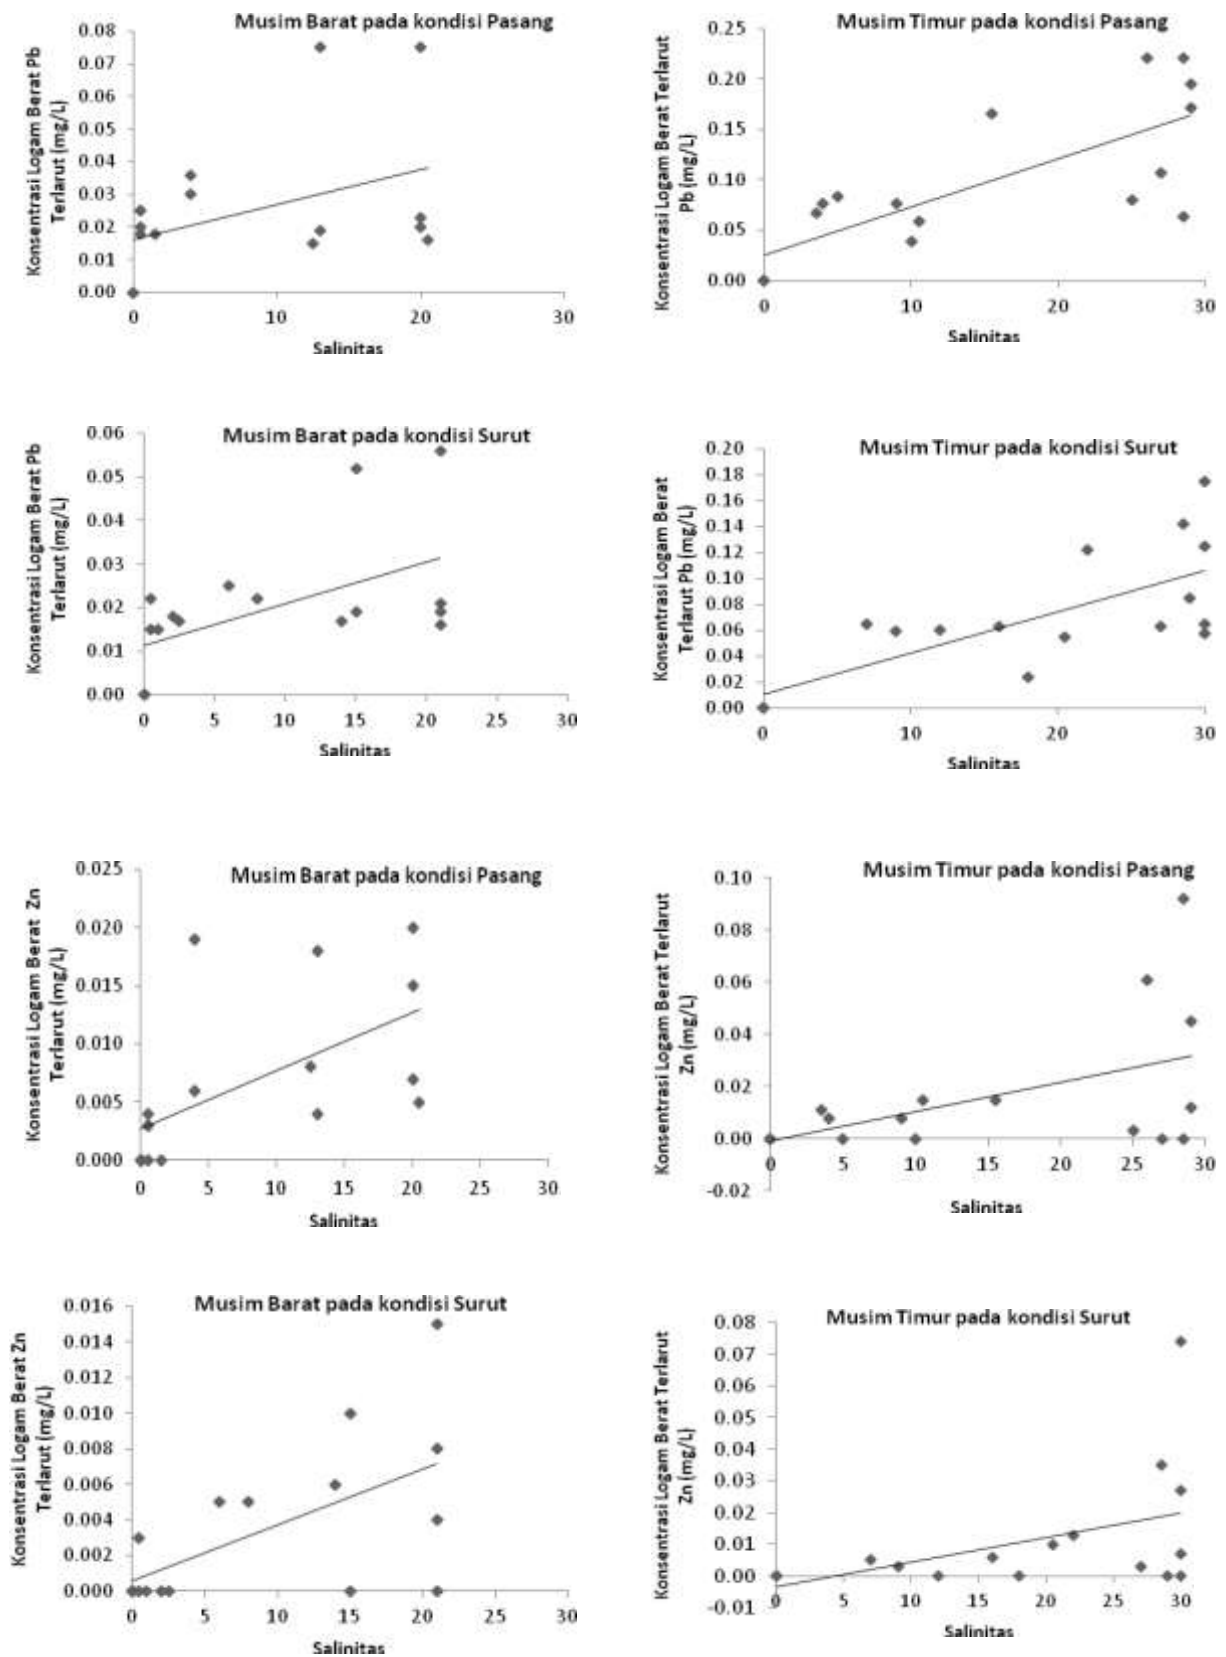 Musim Barat pada kondisi Pasang
Konsentrasi Logam Berat Pb
Terlarut (mg/L)
0.08
0.07
0.06
0.05
0.04
0.03
0.02
0.01
0.00
0 10 20 30
Salinitas
Musim Timur pada kondisi Pasang
Konsentrasi Logam Berat Terlarut
Pb (mg/L)
0.25
0.20
0.15
0.10
0.05
0.00
0 10 20 30
Salinitas
Musim Barat pada kondisi Surut
Konsentrasi Logam Berat Pb
Terlarut (mg/L)
0.06
0.05
0.04
0.03
0.02
0.01
0.00
0 5 10 15 20 25 30
Salinitas
Musim Timur pada kondisi Surut
Konsentrasi Logam Berat
Terlarut Pb (mg/L)
0.20
0.18
0.16
0.14
0.12
0.10
0.08
0.06
0.04
0.02
0.00
0 10 20 30
Salinitas
Musim Barat pada kondisi Pasang
Konsentrasi Logam Berat Zn
Terlarut (mg/L)
0.025
0.020
0.015
0.010
0.005
0.000
0 5 10 15 20 25 30
Salinitas
Musim Timur pada kondisi Pasang
Konsentrasi Logam Berat Terlarut
Zn (mg/L)
0.10
0.08
0.06
0.04
0.02
0.00
-0.02
0 5 10 15 20 25 30
Salinitas
Musim Barat pada kondisi Surut
Konsentrasi Logam Berat Zn
Terlarut (mg/L)
0.016
0.014
0.012
0.010
0.008
0.006
0.004
0.002
0.000
0 5 10 15 20 25 30
Salinitas
Musim Timur pada kondisi Surut
Konsentrasi Logam Berat Terlarut
Zn (mg/L)
0.08
0.07
0.06
0.05
0.04
0.03
0.02
0.01
0.00
-0.01
0 5 10 15 20 25 30
Salinitas